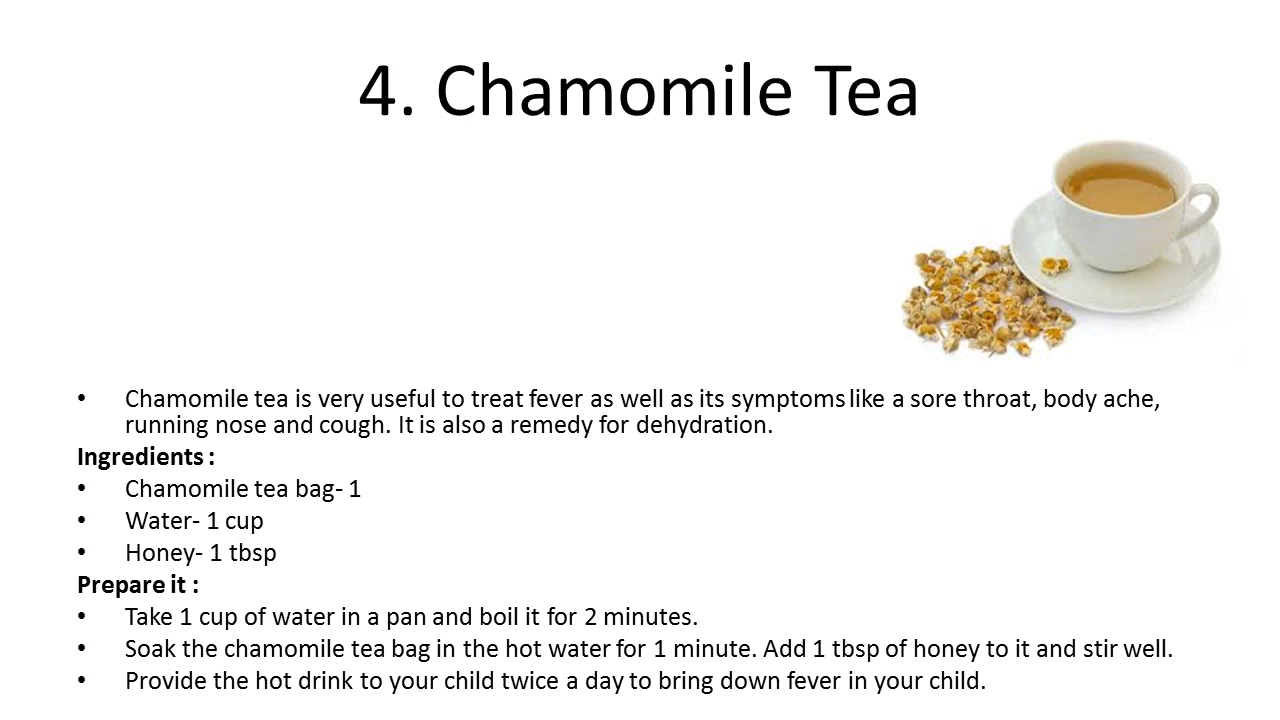 4. Chamomile Tea
• Chamomile tea is very useful to treat fever as well as its symptoms like a sore throat, body ache,
running nose and cough. It is also a remedy for dehydration.
Ingredients :
• Chamomile tea bag- 1
• Water- 1 cup
• Honey- 1 tbsp
Prepare it :
• Take 1 cup of water in a pan and boil it for 2 minutes.
• Soak the chamomile tea bag in the hot water for 1 minute. Add 1 tbsp of honey to it and stir well.
• Provide the hot drink to your child twice a day to bring down fever in your child.